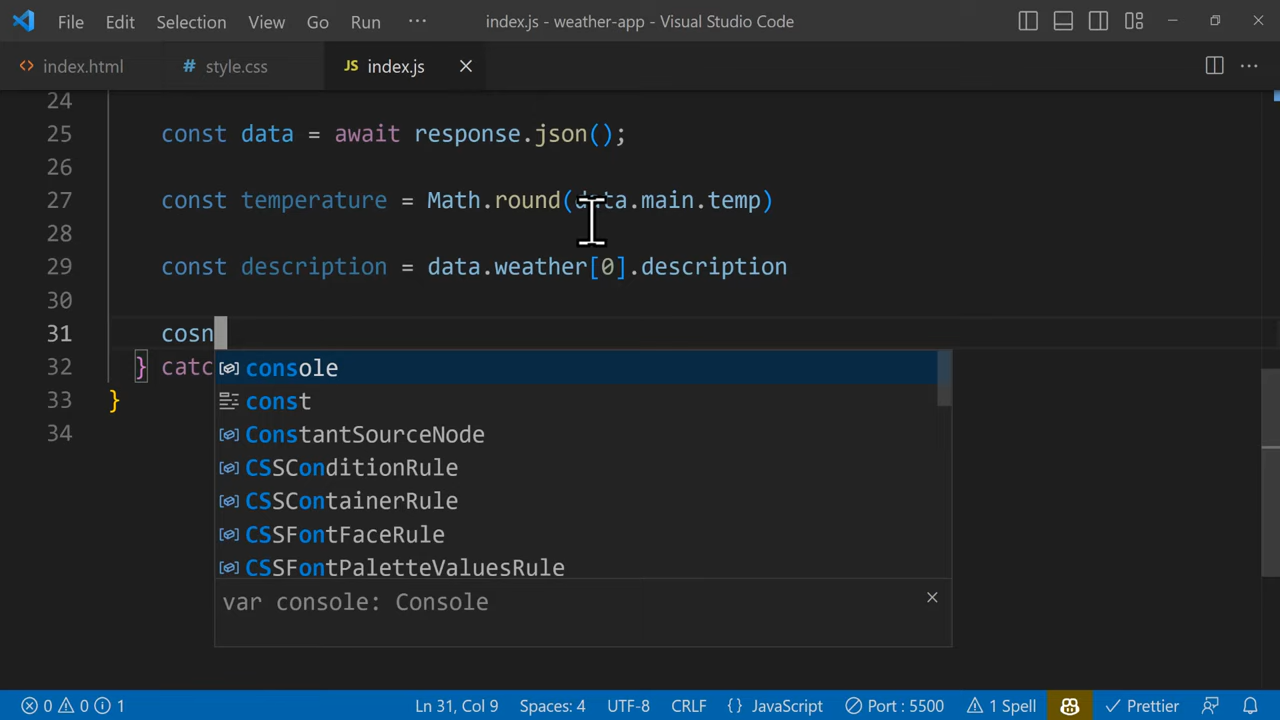 File Edit Selection View Go Run ··· index.js - weather-app - Visual Studio Code
<> index.html # style.css JS index.js
24
25 const data = await response.json();
26
27 const temperature = Math.round(data.main.temp)
28
29 const description = data.weather[0].description
30
31 cosn
32 } catc
33 }
34
console
const
ConstantSourceNode
CSSConditionRule
CSSContainerRule
CSSFontFaceRule
CSSFontPaletteValuesRule
var console: Console
0 0 1 Ln 31, Col 9 Spaces: 4 UTF-8 CRLF {} JavaScript Port : 5500 1 Spell Prettier